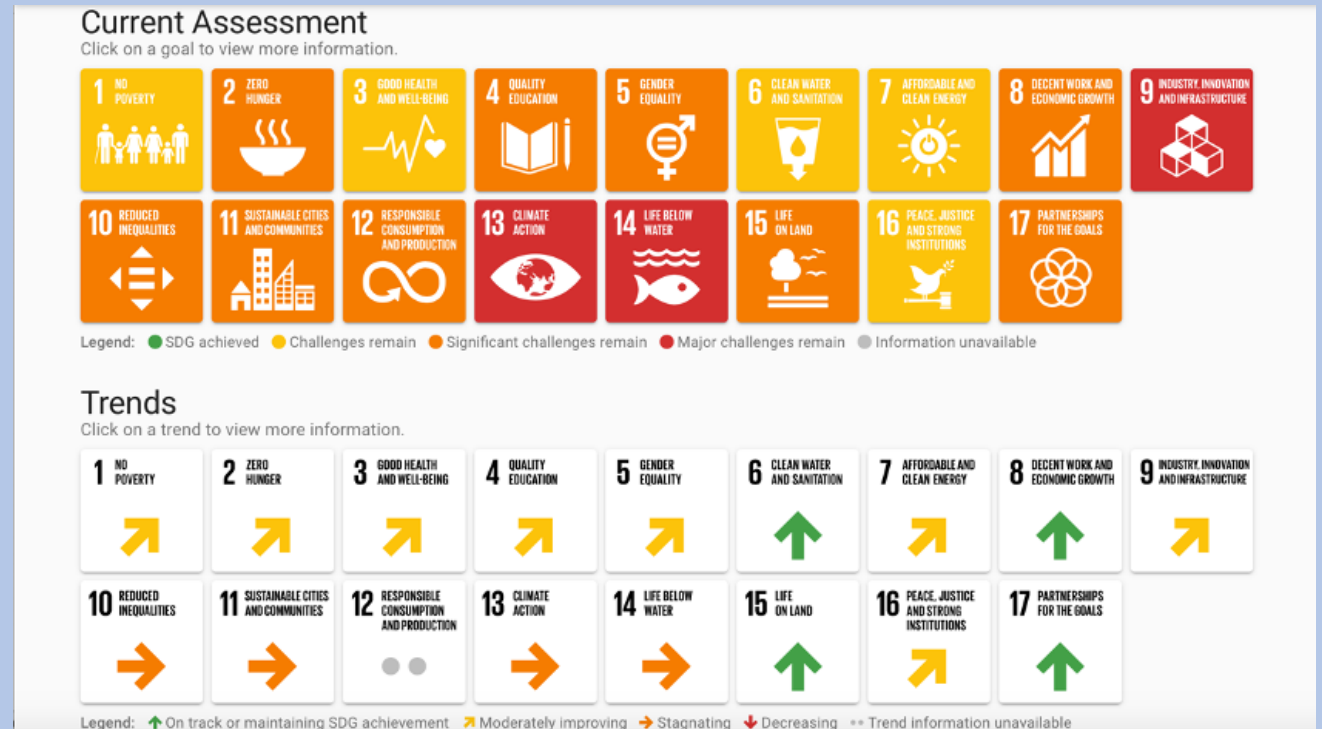 Current Assessment
Click on a goal to view more information.
1 NO POVERTY
2 ZERO HUNGER
3 GOOD HEALTH AND WELL-BEING
4 QUALITY EDUCATION
5 GENDER EQUALITY
6 CLEAN WATER AND SANITATION
7 AFFORDABLE AND CLEAN ENERGY
8 DECENT WORK AND ECONOMIC GROWTH
9 INDUSTRY, INNOVATION AND INFRASTRUCTURE
10 REDUCED INEQUALITIES
11 SUSTAINABLE CITIES AND COMMUNITIES
12 RESPONSIBLE CONSUMPTION AND PRODUCTION
13 CLIMATE ACTION
14 LIFE BELOW WATER
15 LIFE ON LAND
16 PEACE, JUSTICE AND STRONG INSTITUTIONS
17 PARTNERSHIPS FOR THE GOALS
Legend: SDG achieved Challenges remain Significant challenges remain Major challenges remain Information unavailable
Trends
Click on a trend to view more information.
1 NO POVERTY
2 ZERO HUNGER
3 GOOD HEALTH AND WELL-BEING
4 QUALITY EDUCATION
5 GENDER EQUALITY
6 CLEAN WATER AND SANITATION
7 AFFORDABLE AND CLEAN ENERGY
8 DECENT WORK AND ECONOMIC GROWTH
9 INDUSTRY, INNOVATION AND INFRASTRUCTURE
10 REDUCED INEQUALITIES
11 SUSTAINABLE CITIES AND COMMUNITIES
12 RESPONSIBLE CONSUMPTION AND PRODUCTION
13 CLIMATE ACTION
14 LIFE BELOW WATER
15 LIFE ON LAND
16 PEACE, JUSTICE AND STRONG INSTITUTIONS
17 PARTNERSHIPS FOR THE GOALS
Legend: On track or maintaining SDG achievement Moderately improving Stagnating Decreasing Trend information unavailable